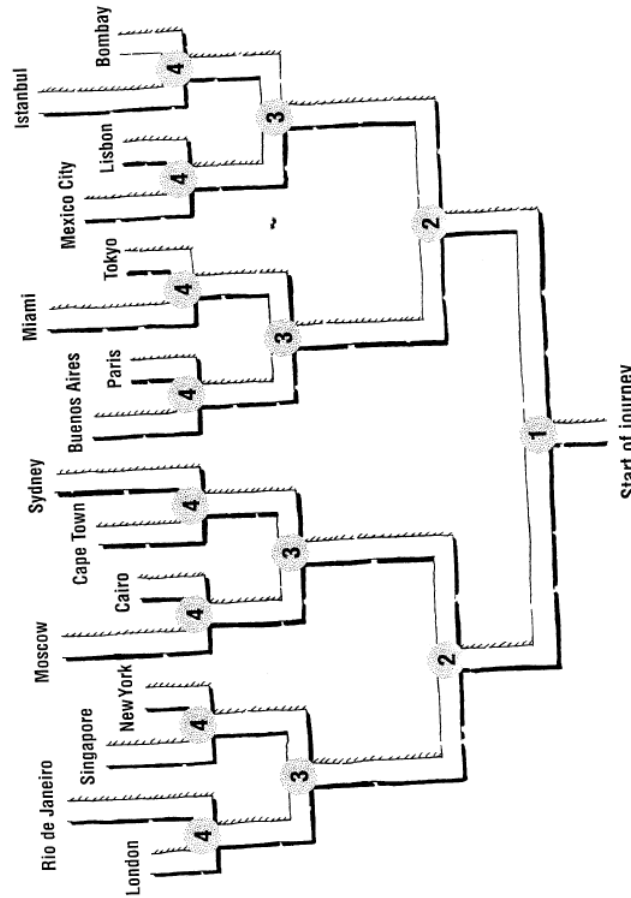 Istanbul
Bombay
Mexico City
Lisbon
Miami
Tokyo
Buenos Aires
Paris
Sydney
Cape Town
Cairo
Moscow
New York
Singapore
Rio de Janeiro
London
4
4
4
4
4
4
4
4
3
3
3
3
2
2
1
Start of journey